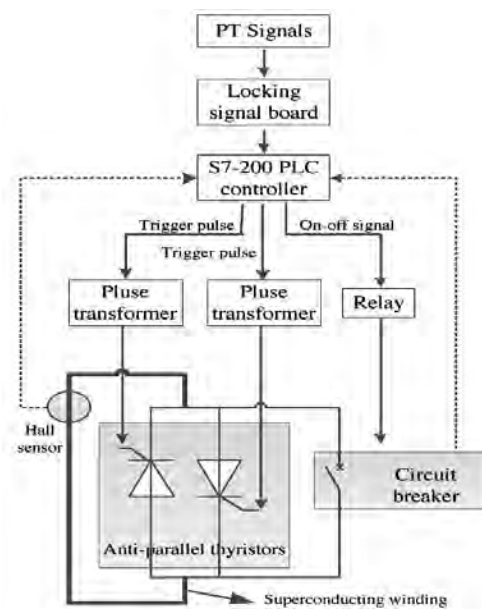 PT Signals
Locking
signal board
S7-200 PLC
controller
Trigger pulse
On-off signal
Trigger pulse
Pluse
transformer
Pluse
transformer
Relay
Hall
sensor
Circuit
breaker
Anti-parallel thyristors
Superconducting winding